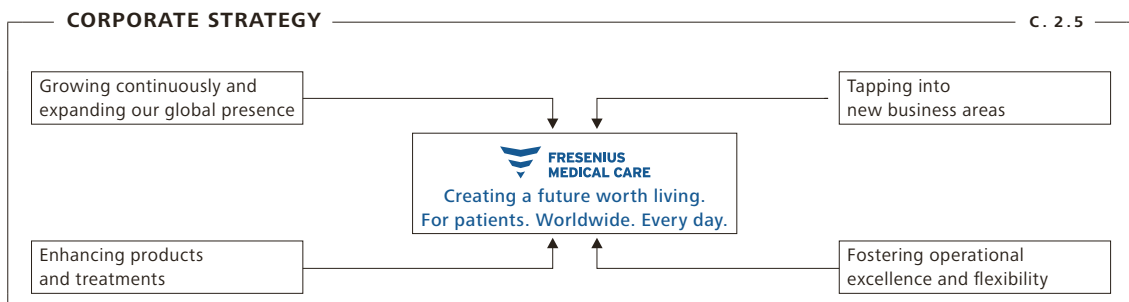 CORPORATE STRATEGY
C. 2.5
Growing continuously and
expanding our global presence
Tapping into
new business areas
FRESENIUS
MEDICAL CARE
Creating a future worth living.
For patients. Worldwide. Every day.
Enhancing products
and treatments
Fostering operational
excellence and flexibility